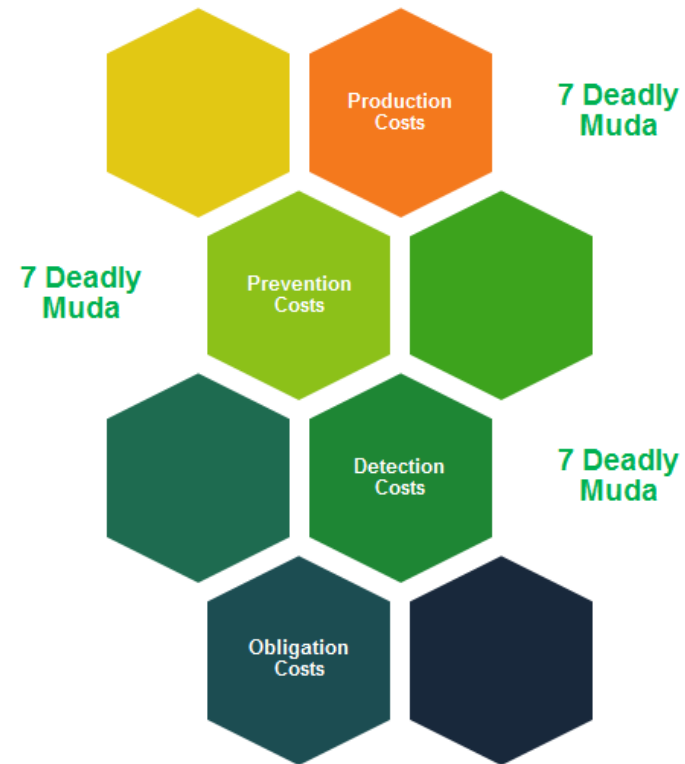 Production
Costs
7 Deadly
Muda
7 Deadly
Muda
Prevention
Costs
Detection
Costs
7 Deadly
Muda
Obligation
Costs